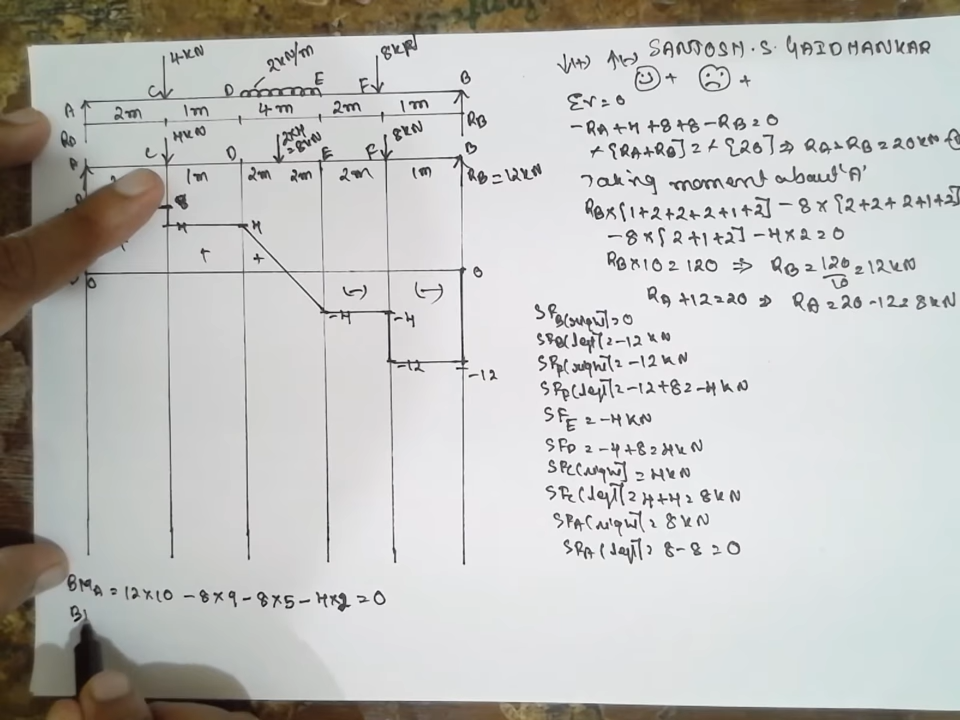 SANTOSH.S.GAIDHANKAR
↓(+) ↑(-)
☺+ ☹+
4KN
2KN/m
8KN
A C D E F B
2m 1m 4m 2m 1m
RB
4KN
2x4
=8KN
8KN
A C D E F B
1m 2m 2m 2m 1m
RB=12KN
8
4 4
+ +
0 0
(-) (-)
-4 -4
-12 -12
ΣV=0
-RA+4+8+8-RB=0
-[RA+RB]=-[20] ⇒ RA+RB=20KN
Taking moment about 'A'
RB×[1+2+2+2+1+2]-8×[2+2+2+1+2]
-8×[2+1+2]-4×2=0
RB×10=120 ⇒ RB=120/10=12KN
RA+12=20 ⇒ RA=20-12=8KN
SFB(right)=0
SFB(left)=-12KN
SFF(right)=-12KN
SFF(left)=-12+8=-4KN
SFE=-4KN
SFD=-4+8=4KN
SFC(right)=4KN
SFC(left)=4+4=8KN
SFA(right)=8KN
SFA(left)=8-8=0
BMA=12×10-8×9-8×5-4×2=0